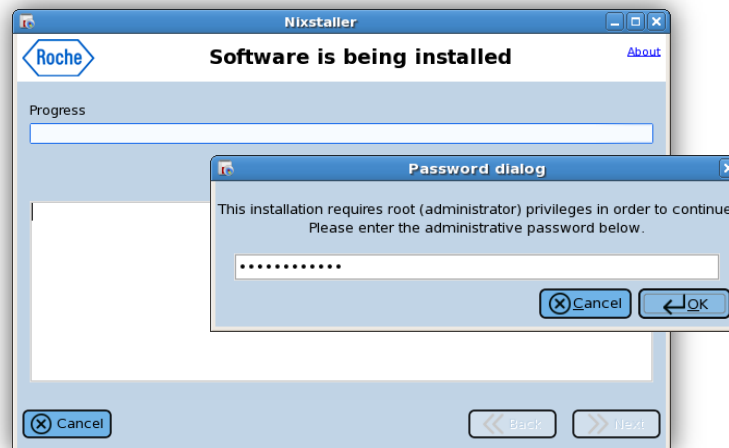 Nixstaller
Roche
Software is being installed
About
Progress
Password dialog
This installation requires root (administrator) privileges in order to continue
Please enter the administrative password below.
••••••••••••
Cancel
OK
Cancel
Back
Next